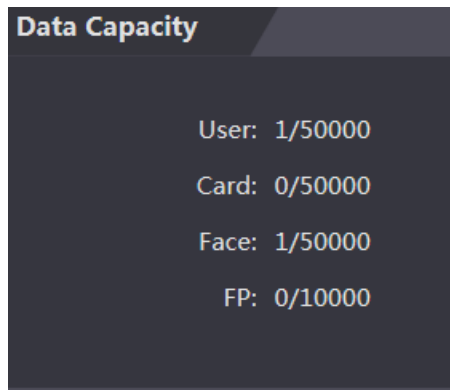 Data Capacity
User: 1/50000
Card: 0/50000
Face: 1/50000
FP: 0/10000